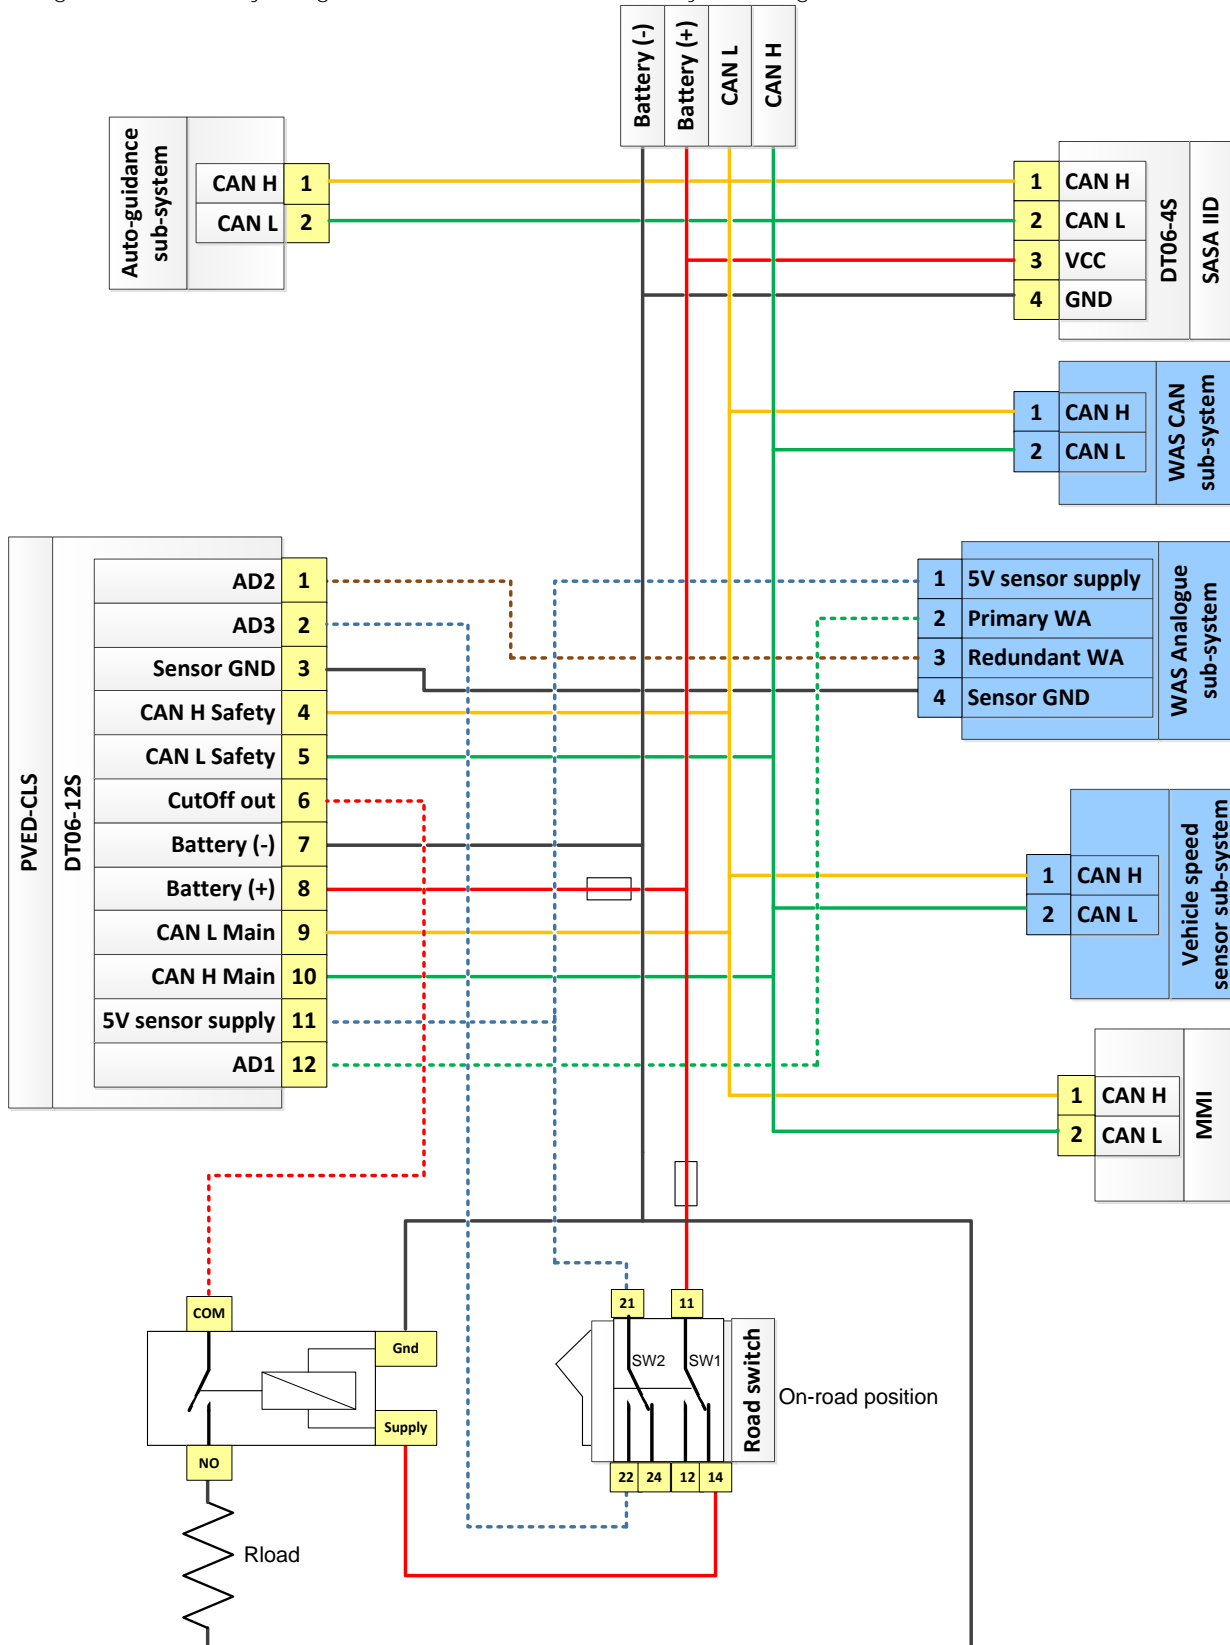 Battery (-)
Battery (+)
CAN L
CAN H
Auto-guidance
sub-system
CAN H 1
CAN L 2
1 CAN H
2 CAN L
3 VCC
4 GND
DT06-4S
SASA IID
1 CAN H
2 CAN L
WAS CAN
sub-system
PVED-CLS
DT06-12S
AD2 1
AD3 2
Sensor GND 3
CAN H Safety 4
CAN L Safety 5
CutOff out 6
Battery (-) 7
Battery (+) 8
CAN L Main 9
CAN H Main 10
5V sensor supply 11
AD1 12
1 5V sensor supply
2 Primary WA
3 Redundant WA
4 Sensor GND
WAS Analogue
sub-system
1 CAN H
2 CAN L
Vehicle speed
sensor sub-system
1 CAN H
2 CAN L
MMI
COM
Gnd
Supply
NO
Rload
21
11
SW2
SW1
22
24
12
14
Road switch
On-road position